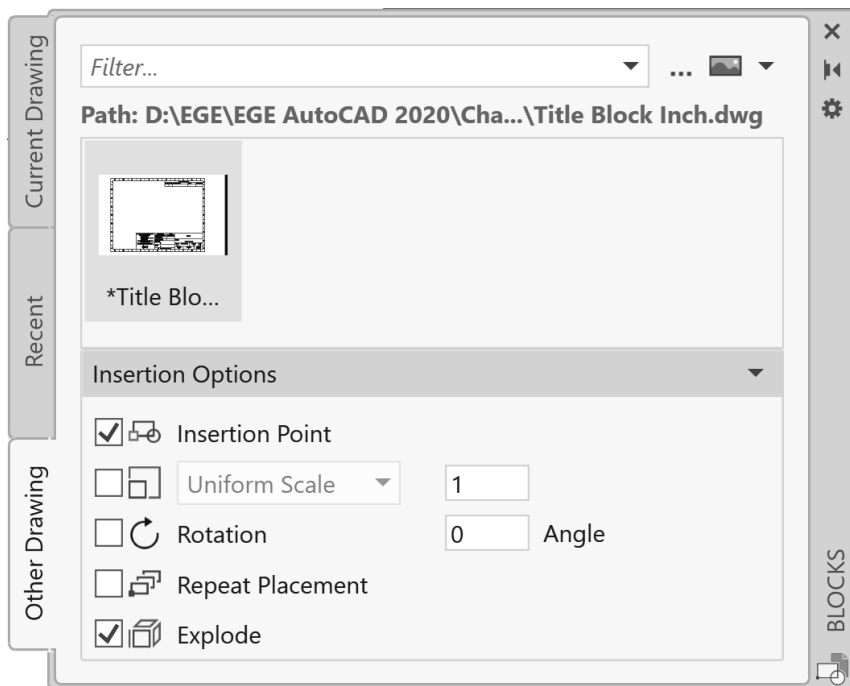 Current Drawing
Recent
Other Drawing
Filter...
...
Path: D:\EGE\EGE AutoCAD 2020\Cha...\Title Block Inch.dwg
*Title Blo...
Insertion Options
Insertion Point
Uniform Scale 1
Rotation 0 Angle
Repeat Placement
Explode
BLOCKS